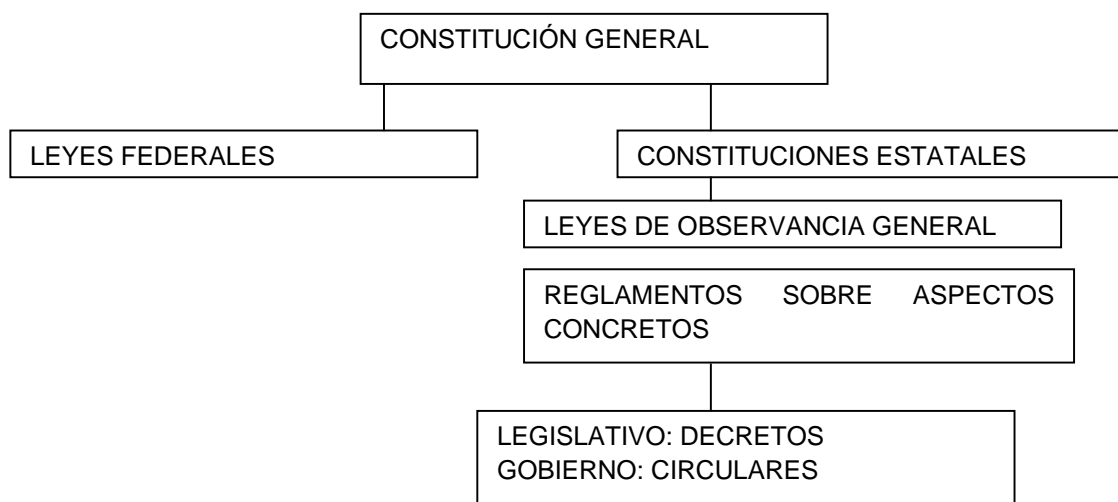 CONSTITUCIÓN GENERAL
LEYES FEDERALES
CONSTITUCIONES ESTATALES
LEYES DE OBSERVANCIA GENERAL
REGLAMENTOS SOBRE ASPECTOS
CONCRETOS
LEGISLATIVO: DECRETOS
GOBIERNO: CIRCULARES